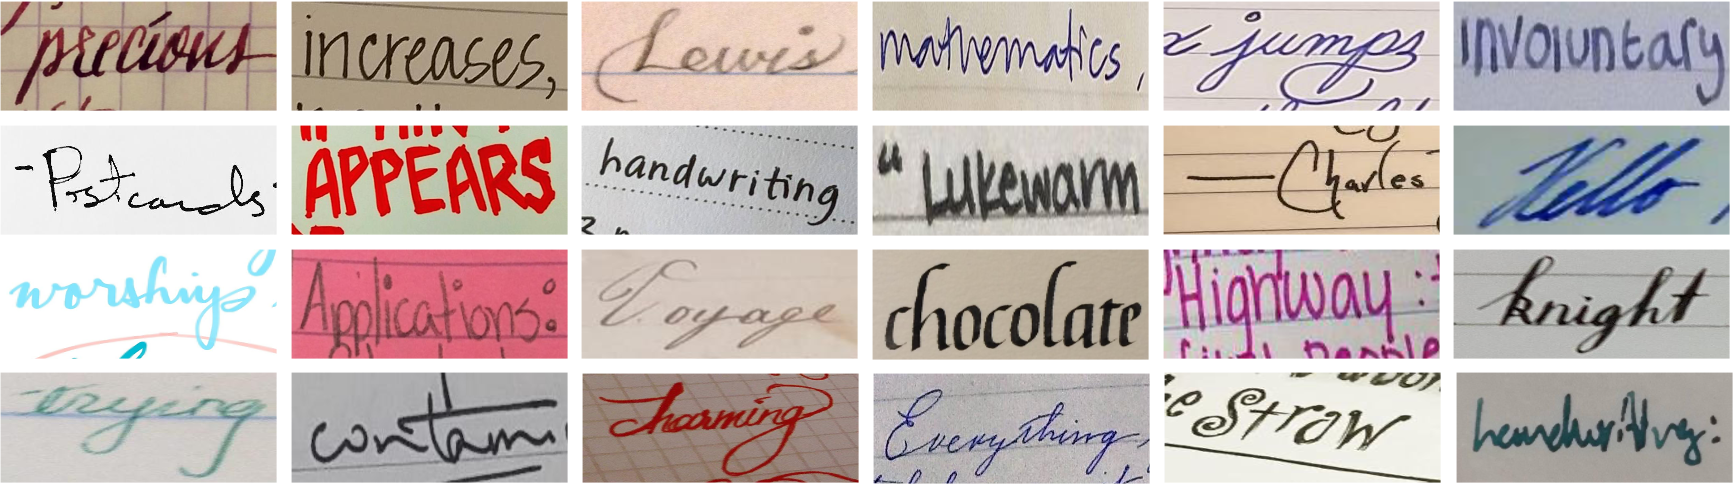 precious increases, Lewis mathematics, jumps Involuntary
-Postcards APPEARS handwriting "Lukewarm — Charles Hello,
worship Applications: Voyage chocolate Highway: knight
trying contain Charming Everything, Straw handwriting: